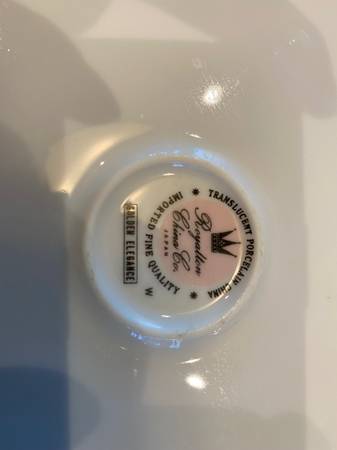 * TRANSLUCENT PORCELAIN CHINA *
Royalton
China Co.
JAPAN
IMPORTED FINE QUALITY
GOLDEN ELEGANCE
W